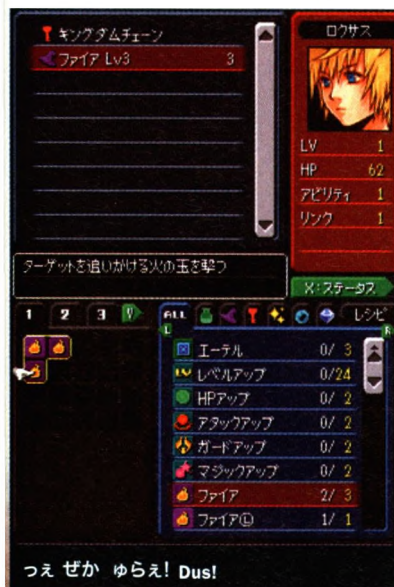 キングダムチェーン
ファイア Lv3 3
ロクサス
LV 1
HP 62
アビリティ 1
リンク 1
ターゲットを追いかける火の玉を撃つ
X:ステータス
1 2 3 Y ALL レシピ
L R
エーテル 0/ 3
LV レベルアップ 0/24
HPアップ 0/ 2
アタックアップ 0/ 2
ガードアップ 0/ 2
マジックアップ 0/ 2
ファイア 2/ 3
ファイアⓁ 1/ 1
つぇ ぜか ゅらぇ! Dus!